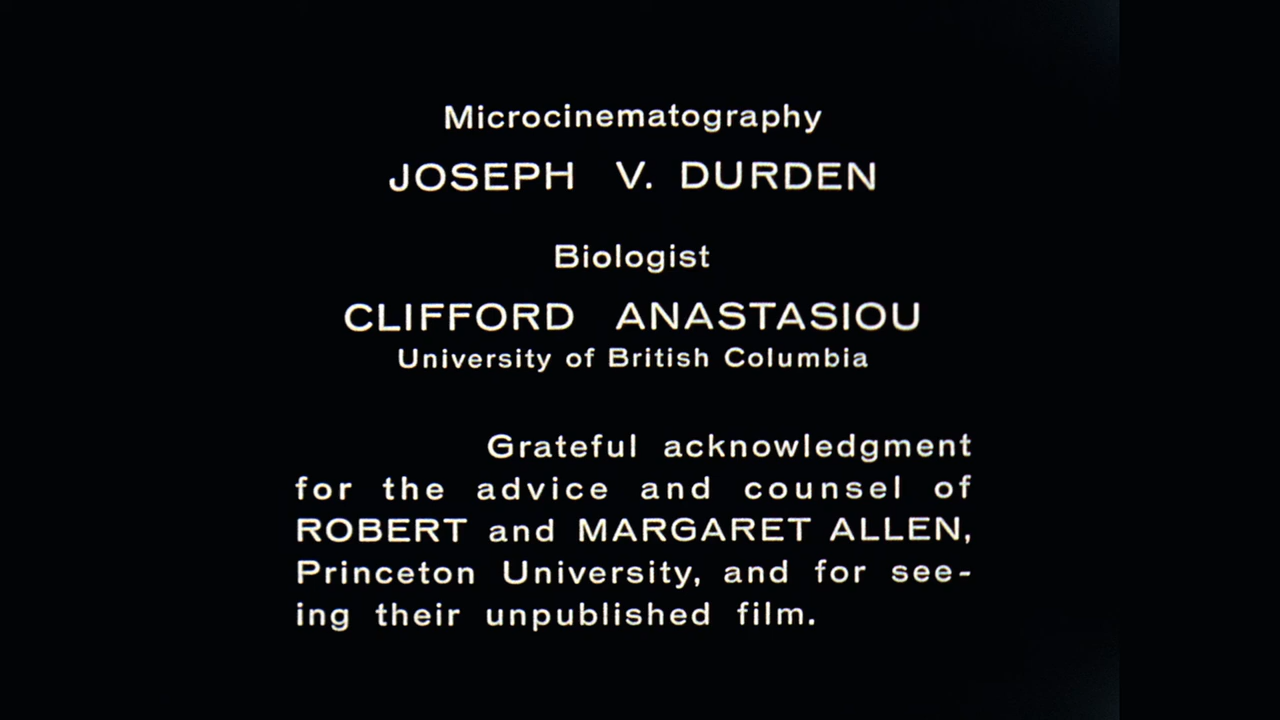 Microcinematography
JOSEPH V. DURDEN
Biologist
CLIFFORD ANASTASIOU
University of British Columbia
Grateful acknowledgment
for the advice and counsel of
ROBERT and MARGARET ALLEN,
Princeton University, and for see-
ing their unpublished film.